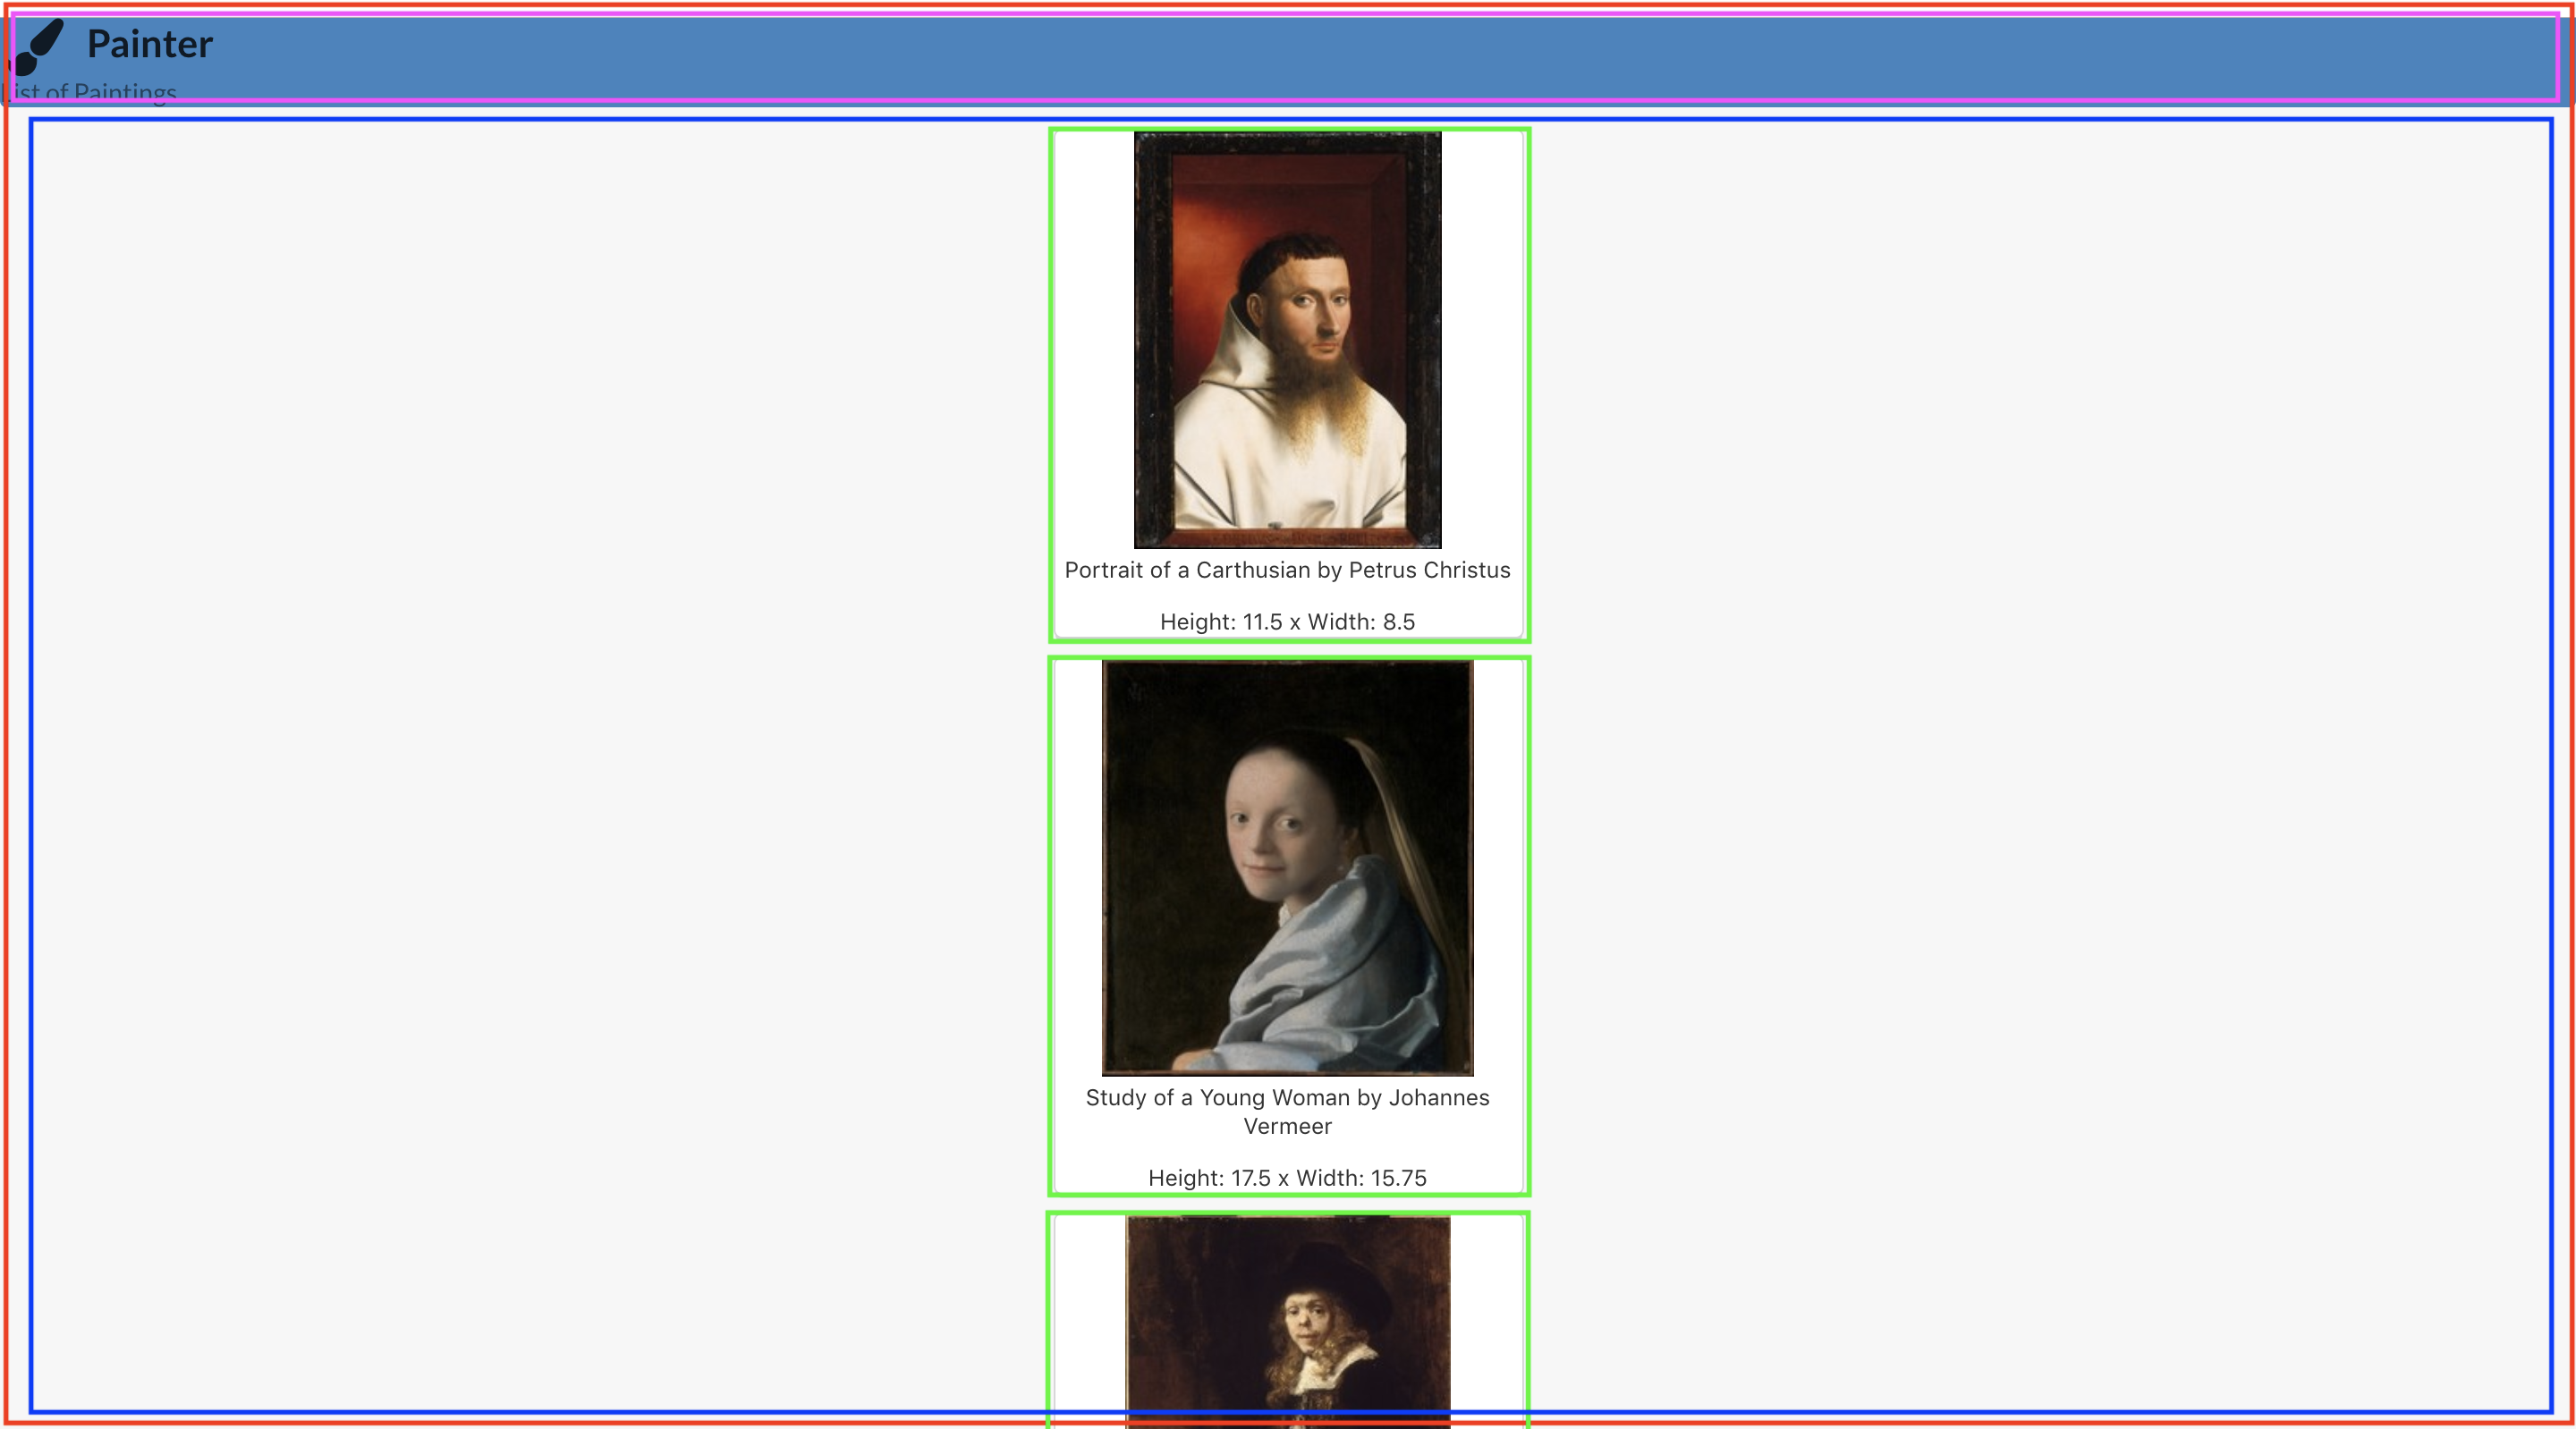 Painter
List of Paintings
Portrait of a Carthusian by Petrus Christus
Height: 11.5 x Width: 8.5
Study of a Young Woman by Johannes
Vermeer
Height: 17.5 x Width: 15.75